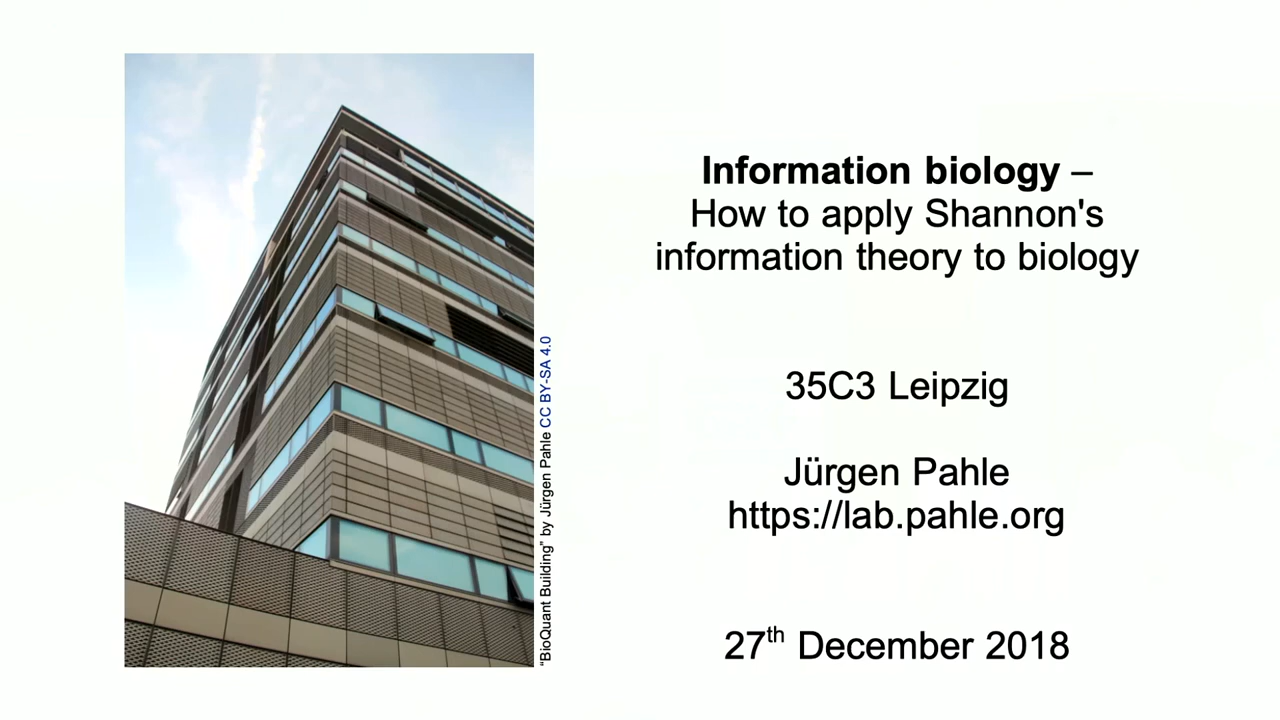 Information biology –
How to apply Shannon's
information theory to biology
35C3 Leipzig
Jürgen Pahle
https://lab.pahle.org
27th December 2018
"BioQuant Building" by Jürgen Pahle CC BY-SA 4.0